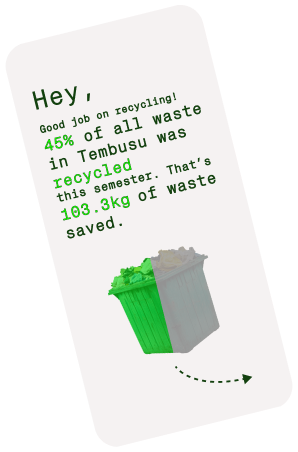 Hey,
Good job on recycling!
45% of all waste
in Tembusu was
recycled
this semester. That's
103.3kg of waste
saved.